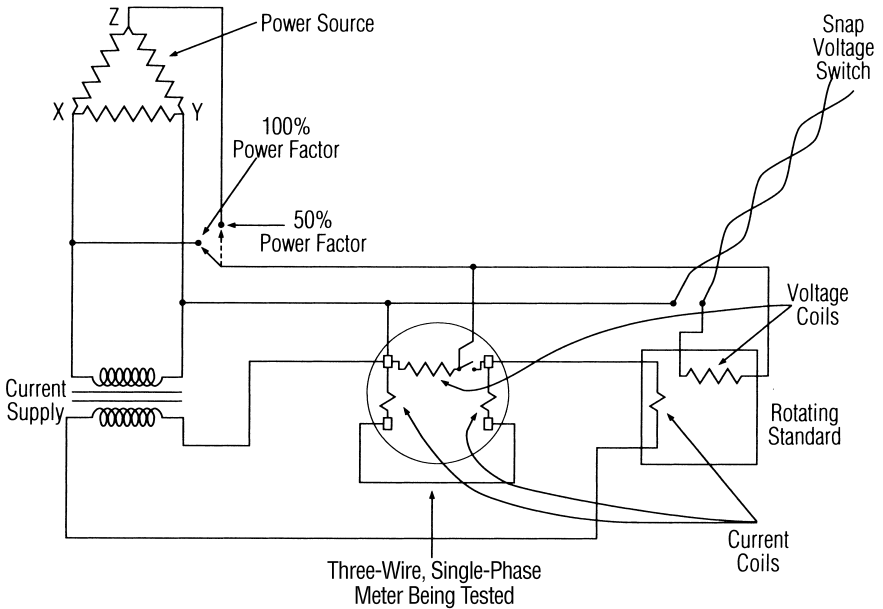 Z
Power Source
Snap
Voltage
Switch
X
Y
100%
Power Factor
50%
Power Factor
Voltage
Coils
Current
Supply
Rotating
Standard
Current
Coils
Three-Wire, Single-Phase
Meter Being Tested